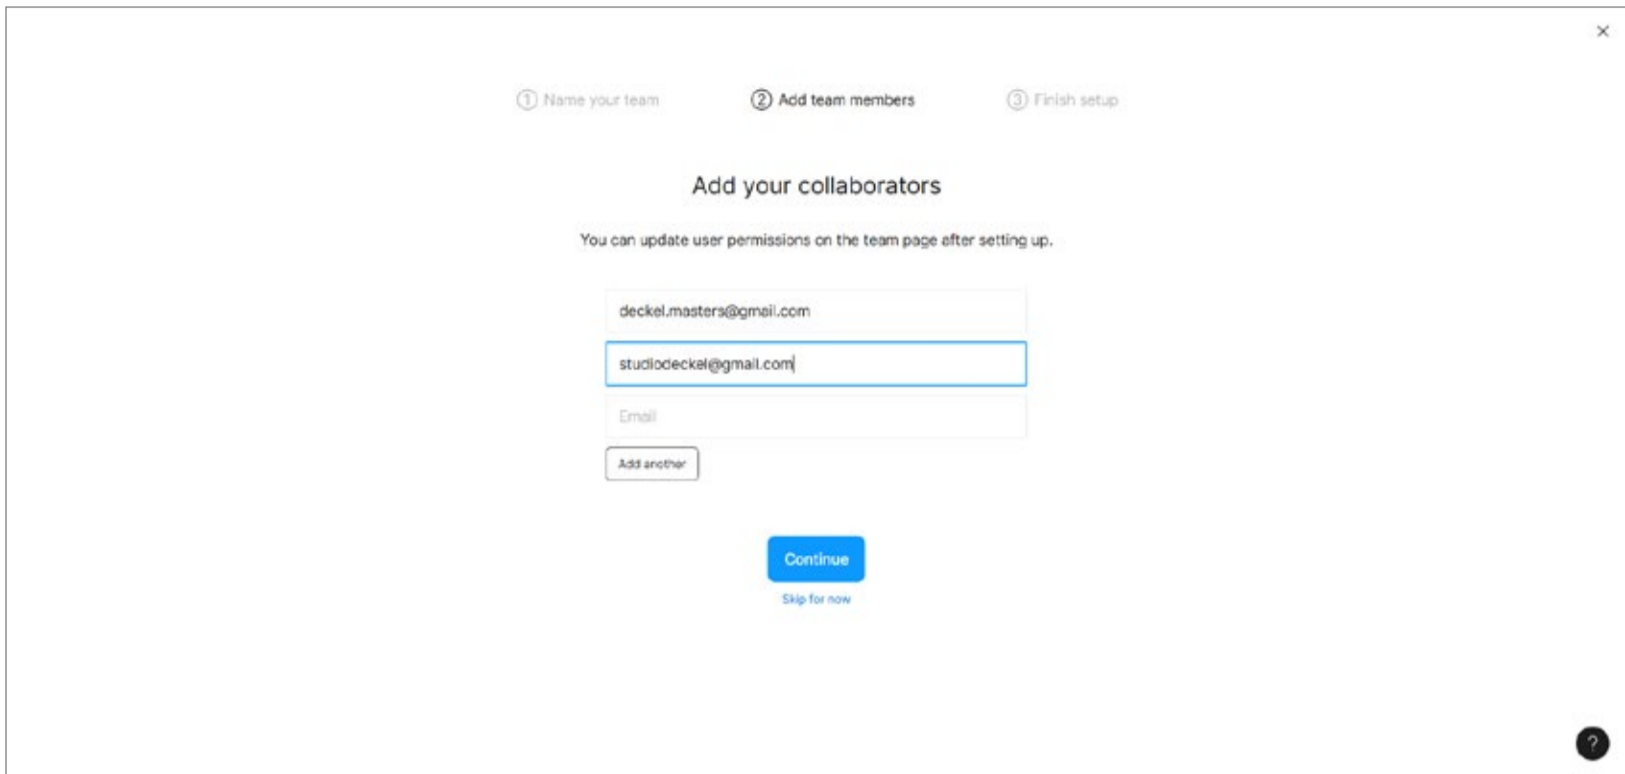 ×
① Name your team
② Add team members
③ Finish setup
Add your collaborators
You can update user permissions on the team page after setting up.
deckel.masters@gmail.com
studiodeckel@gmail.com
Email
Add another
Continue
Skip for now
?